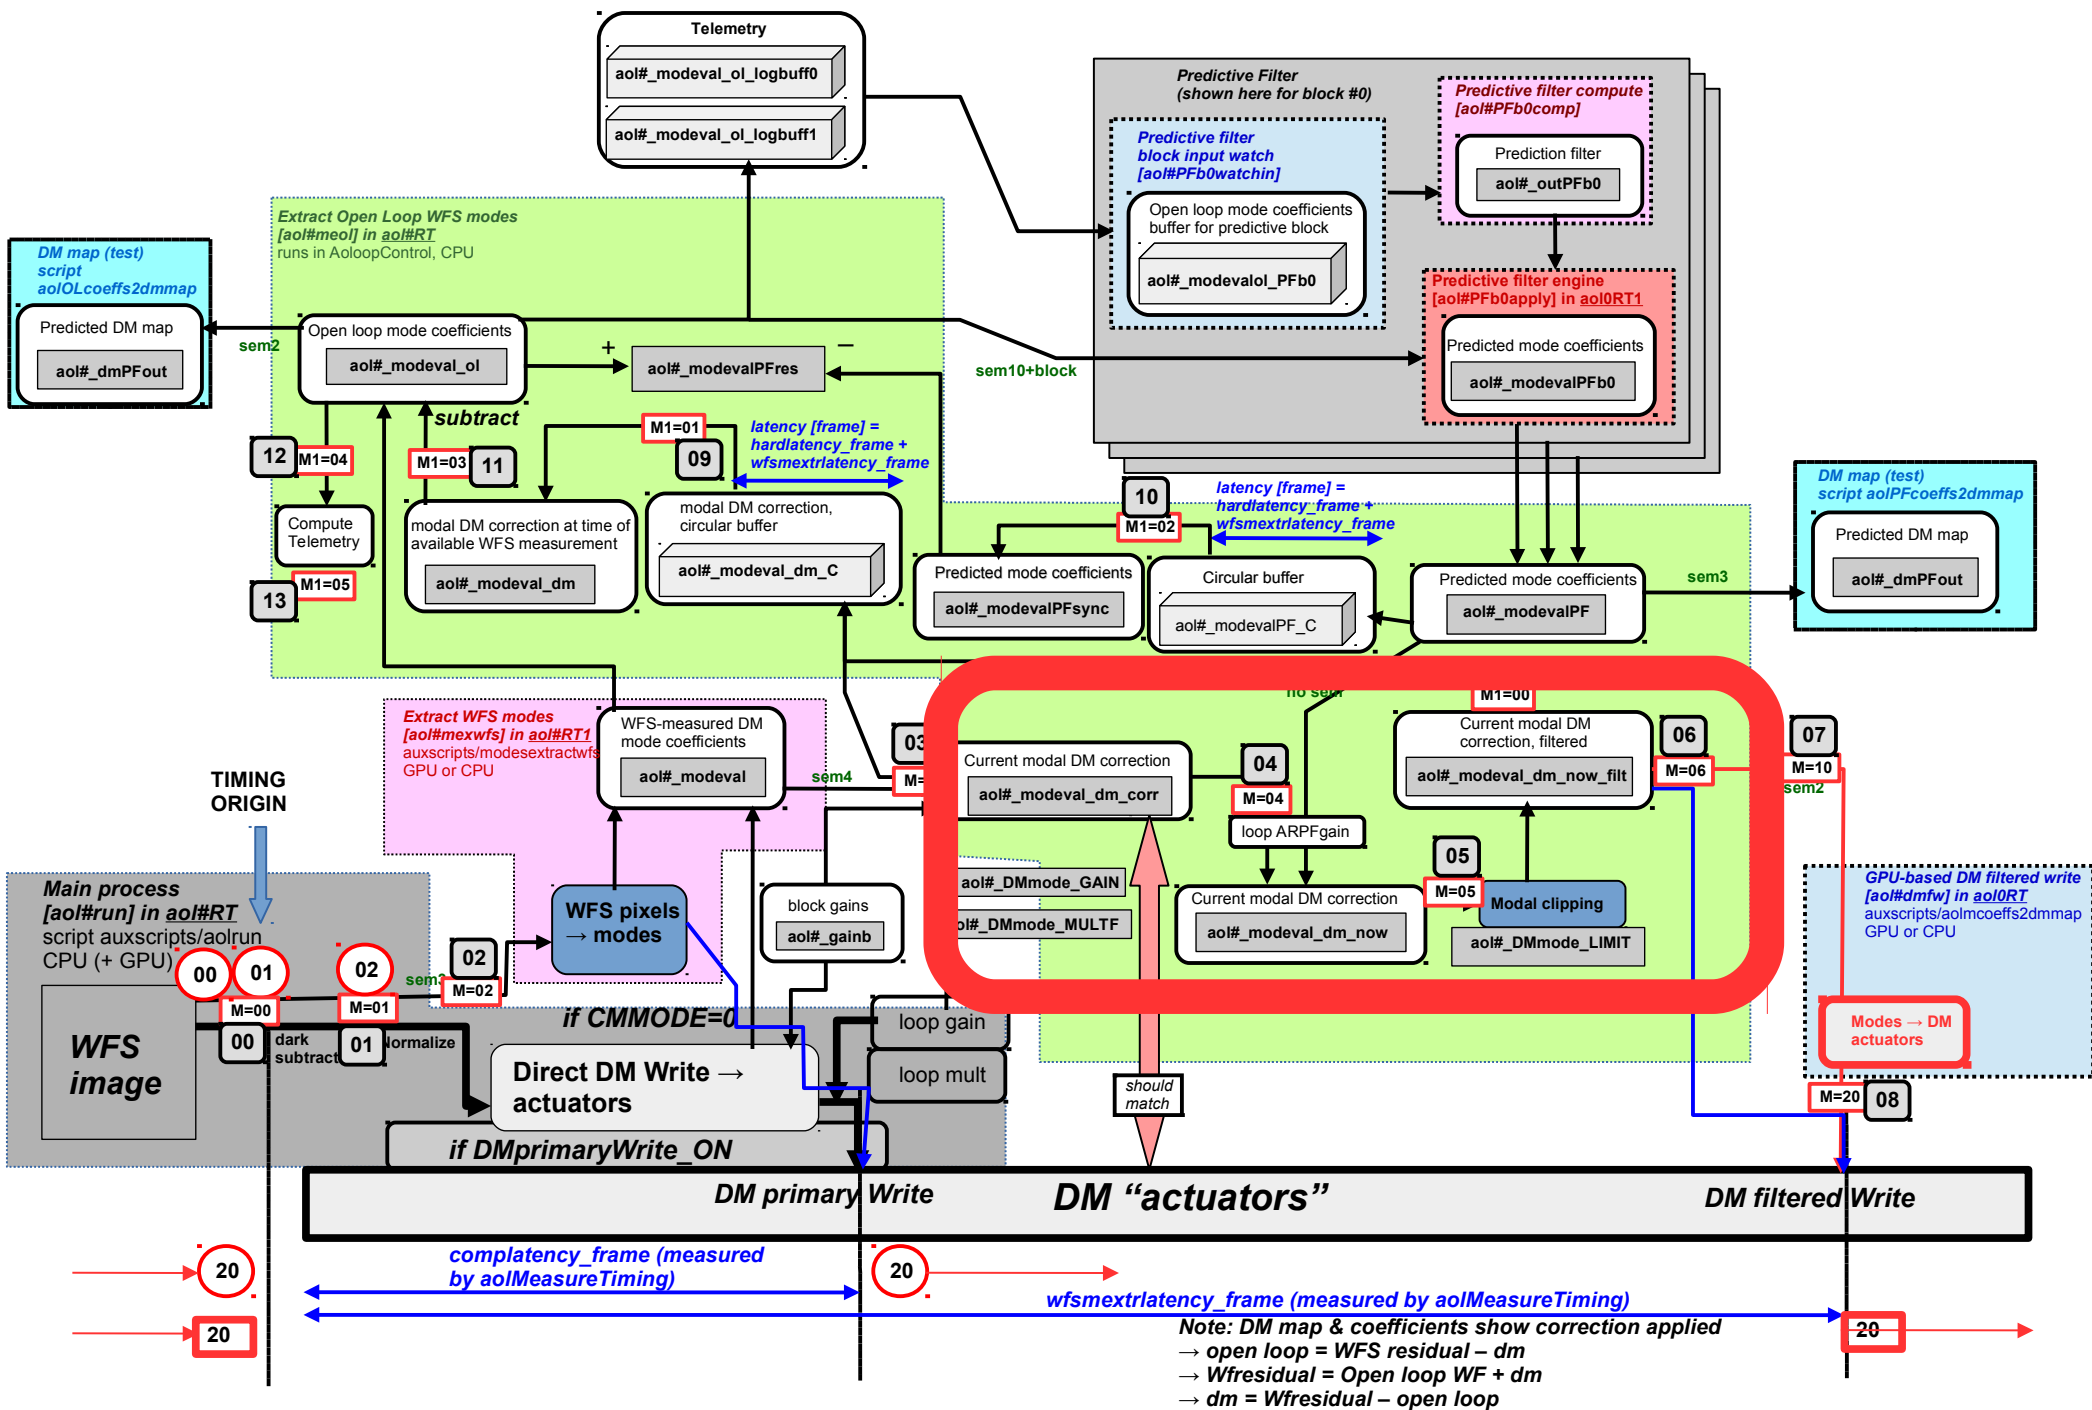 Telemetry
aol#_modeval_ol_logbuff0
aol#_modeval_ol_logbuff1
Predictive Filter
(shown here for block #0)
Predictive filter compute
[aol#PFb0comp]
Prediction filter
aol#_outPFb0
Predictive filter
block input watch
[aol#PFb0watchin]
Open loop mode coefficients
buffer for predictive block
aol#_modevalol_PFb0
Predictive filter engine
[aol#PFb0apply] in aol0RT1
Predicted mode coefficients
aol#_modevalPFb0
Extract Open Loop WFS modes
[aol#meol] in aol#RT
runs in AoloopControl, CPU
DM map (test)
script
aolOLcoeffs2dmmap
Predicted DM map
aol#_dmPFout
sem2
Open loop mode coefficients
aol#_modeval_ol
+
aol#_modevalPFres
–
sem10+block
subtract
12
M1=04
M1=03
11
M1=01
09
latency [frame] =
hardlatency_frame +
wfsmextrlatency_frame
Compute
Telemetry
13
M1=05
modal DM correction at time of
available WFS measurement
aol#_modeval_dm
modal DM correction,
circular buffer
aol#_modeval_dm_C
10
M1=02
latency [frame] =
hardlatency_frame +
wfsmextrlatency_frame
Predicted mode coefficients
aol#_modevalPFsync
Circular buffer
aol#_modevalPF_C
Predicted mode coefficients
aol#_modevalPF
sem3
DM map (test)
script aolPFcoeffs2dmmap
Predicted DM map
aol#_dmPFout
Extract WFS modes
[aol#mexwfs] in aol#RT1
auxscripts/modesextractwfs
GPU or CPU
WFS-measured DM
mode coefficients
aol#_modeval
sem4
03
M=
no sem
M1=00
Current modal DM correction
aol#_modeval_dm_corr
04
M=04
loop ARPFgain
Current modal DM
correction, filtered
aol#_modeval_dm_now_filt
06
M=06
07
M=10
sem2
aol#_DMmode_GAIN
aol#_DMmode_MULTF
Current modal DM correction
aol#_modeval_dm_now
05
M=05
Modal clipping
aol#_DMmode_LIMIT
TIMING
ORIGIN
Main process
[aol#run] in aol#RT
script auxscripts/aolrun
CPU (+ GPU)
00
01
02
sem3
02
M=02
M=00
M=01
00
dark
subtract
01
Normalize
WFS
image
WFS pixels
→ modes
block gains
aol#_gainb
if CMMODE=0
loop gain
loop mult
Direct DM Write →
actuators
if DMprimaryWrite_ON
should
match
GPU-based DM filtered write
[aol#dmfw] in aol0RT
auxscripts/aolmcoeffs2dmmap
GPU or CPU
Modes → DM
actuators
M=20
08
DM primary Write
DM “actuators”
DM filtered Write
20
complatency_frame (measured
by aolMeasureTiming)
20
wfsmextrlatency_frame (measured by aolMeasureTiming)
20
20
Note: DM map & coefficients show correction applied
→ open loop = WFS residual – dm
→ Wfresidual = Open loop WF + dm
→ dm = Wfresidual – open loop